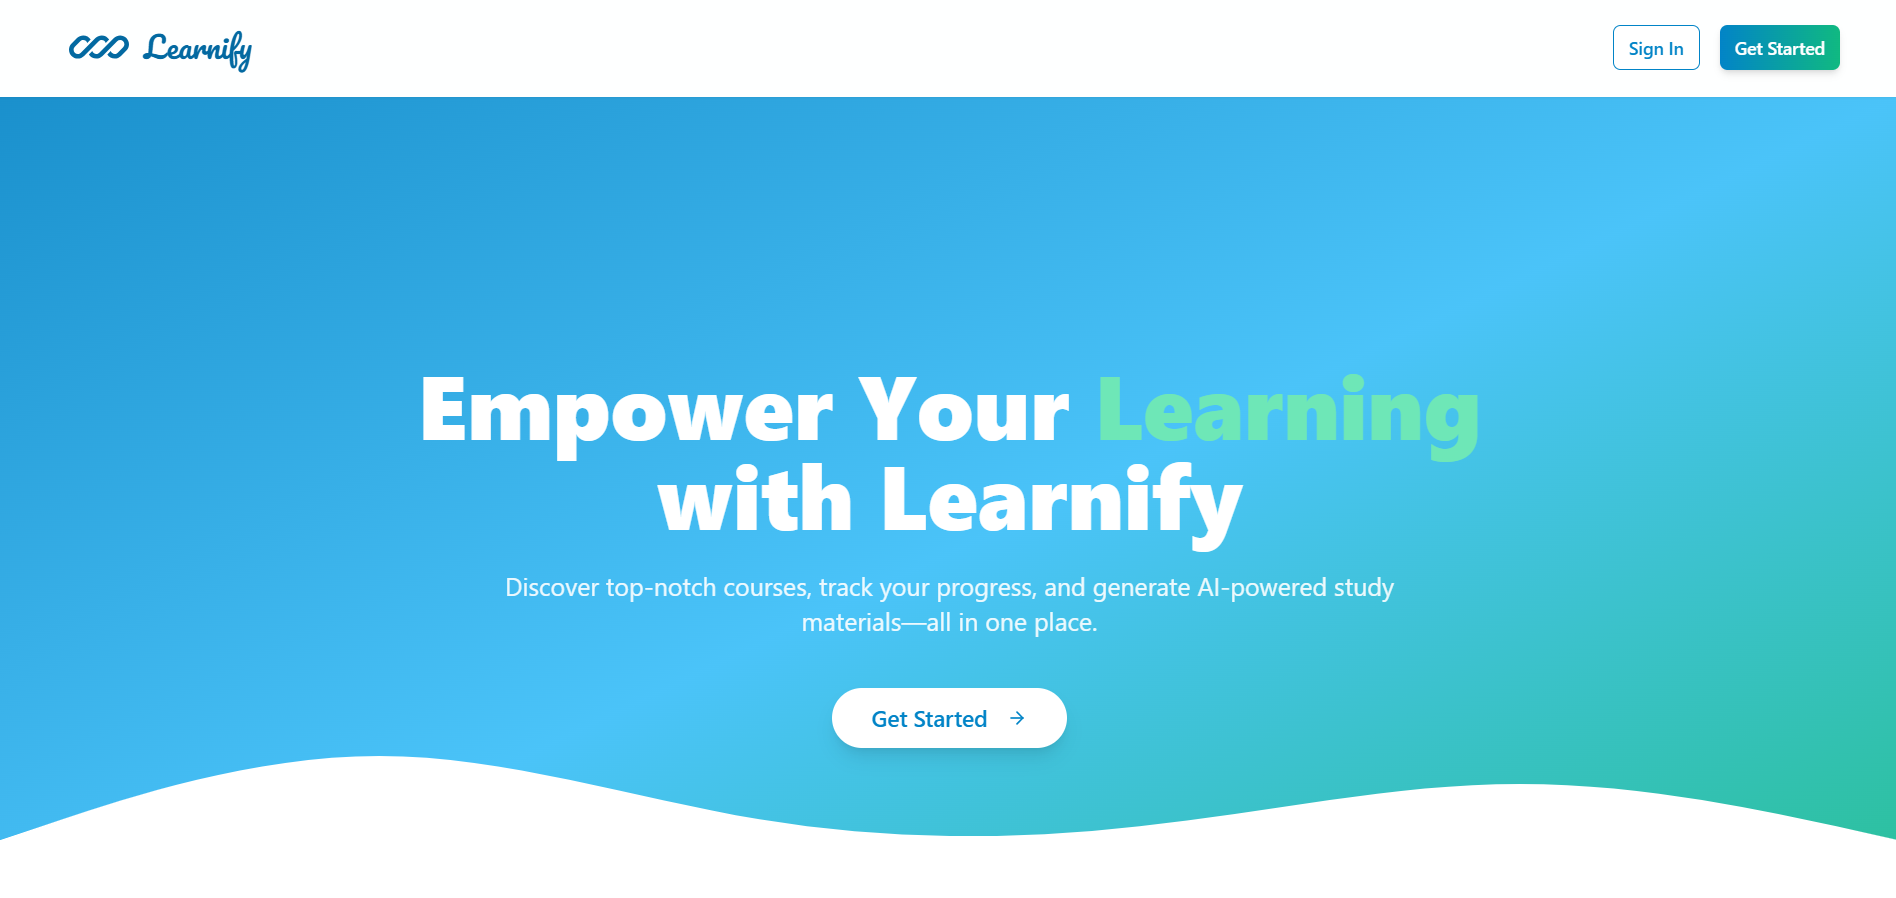 Learnify
Sign In
Get Started
Empower Your Learning
with Learnify
Discover top-notch courses, track your progress, and generate AI-powered study
materials—all in one place.
Get Started